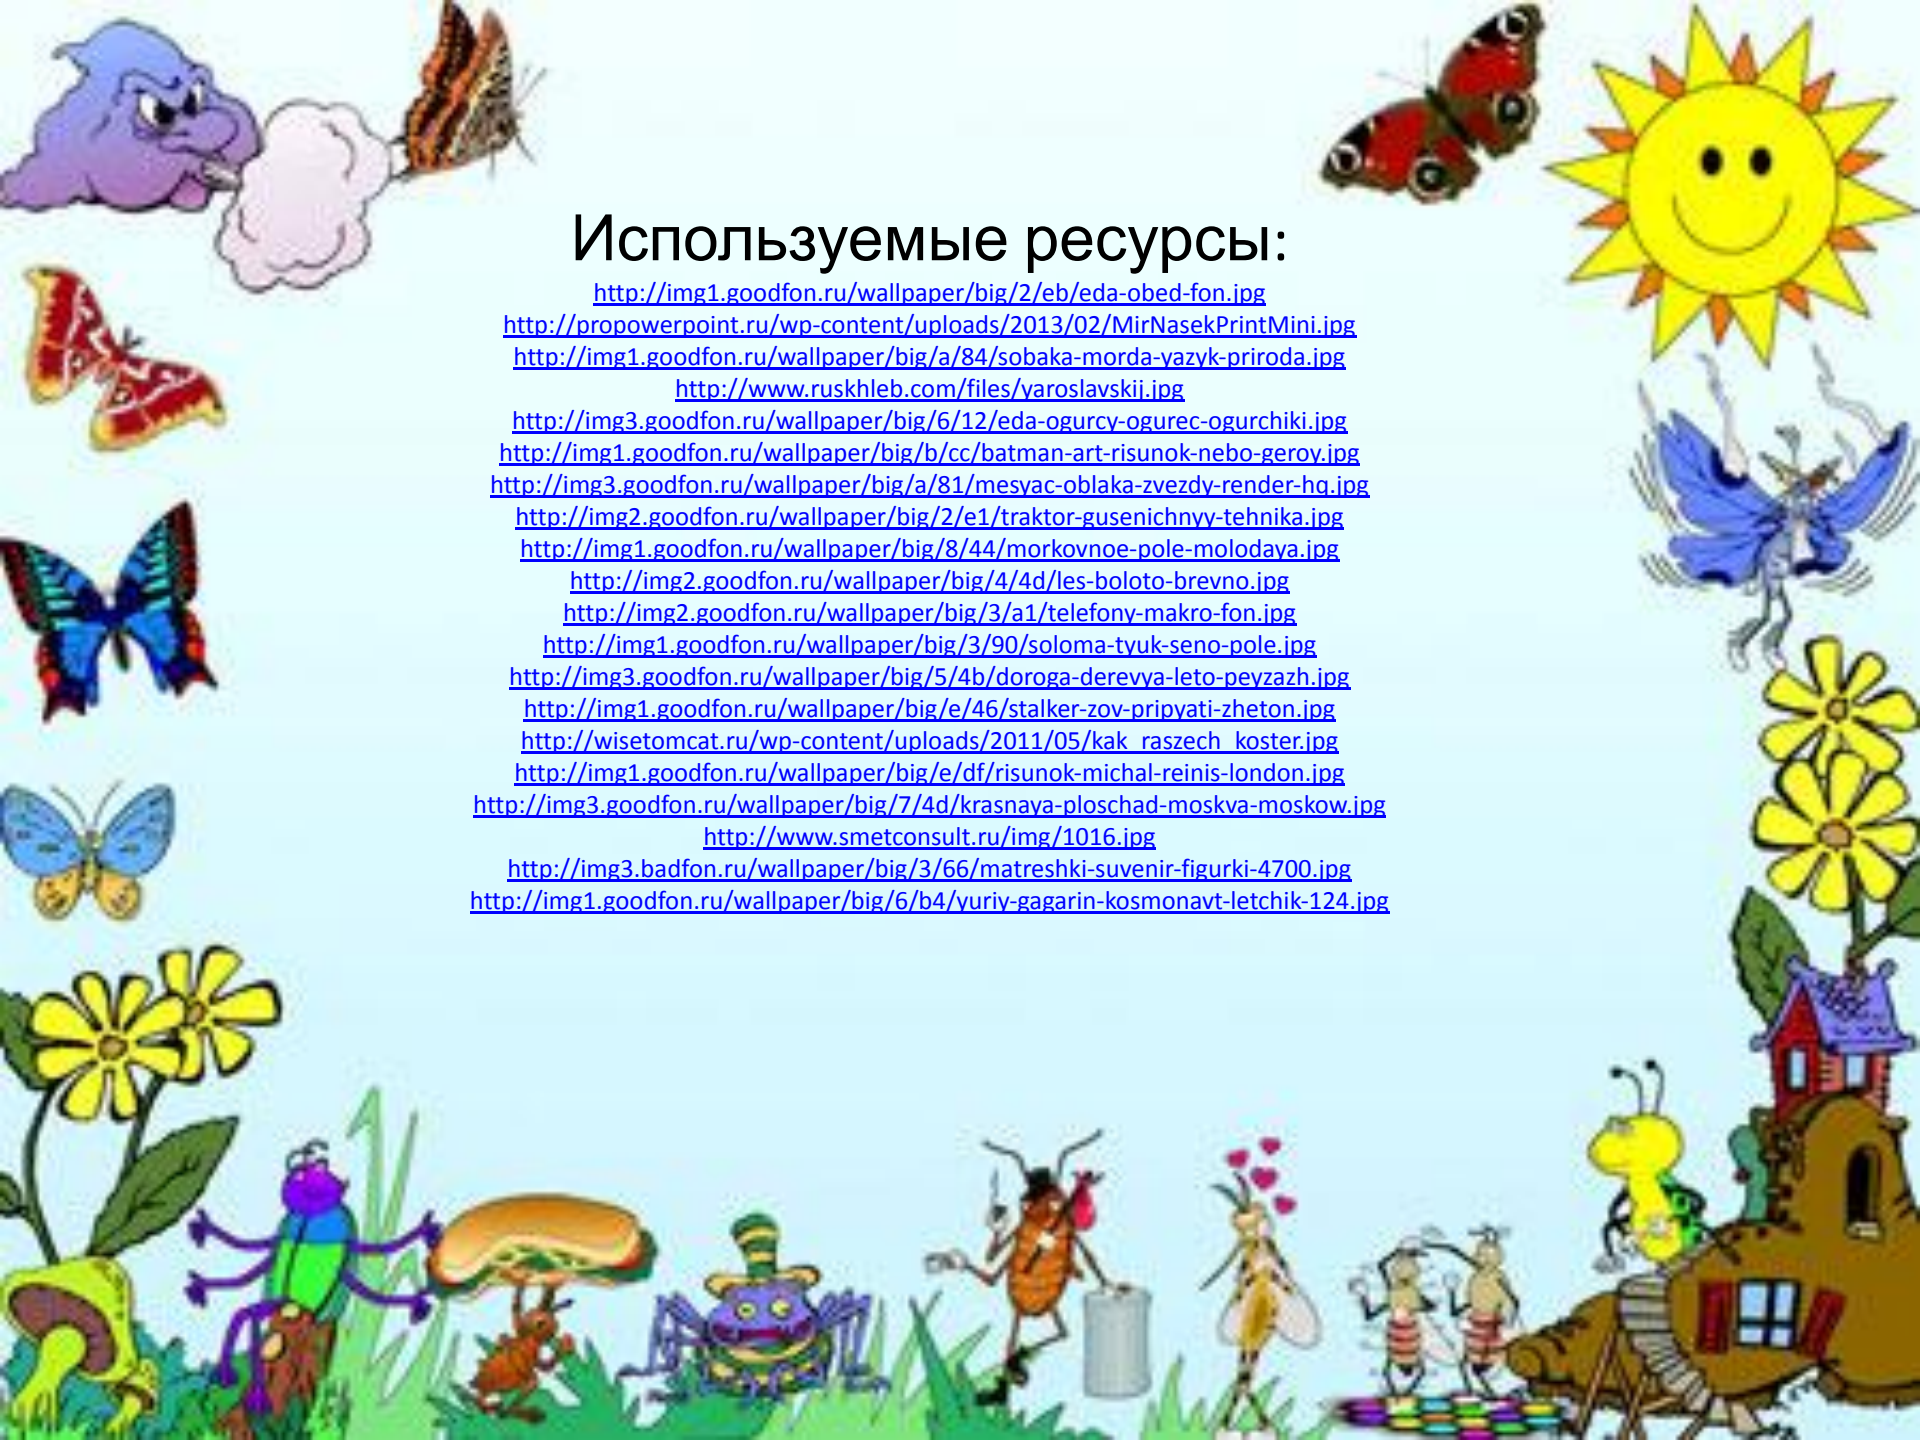 Используемые ресурсы:
http://img1.goodfon.ru/wallpaper/big/2/eb/eda-obed-fon.jpg
http://propowerpoint.ru/wp-content/uploads/2013/02/MirNasekPrintMini.jpg
http://img1.goodfon.ru/wallpaper/big/a/84/sobaka-morda-yazyk-priroda.jpg
http://www.ruskhleb.com/files/yaroslavskij.jpg
http://img3.goodfon.ru/wallpaper/big/6/12/eda-ogurcy-ogurec-ogurchiki.jpg
http://img1.goodfon.ru/wallpaper/big/b/cc/batman-art-risunok-nebo-geroy.jpg
http://img3.goodfon.ru/wallpaper/big/a/81/mesyac-oblaka-zvezdy-render-hq.jpg
http://img2.goodfon.ru/wallpaper/big/2/e1/traktor-gusenichnyy-tehnika.jpg
http://img1.goodfon.ru/wallpaper/big/8/44/morkovnoe-pole-molodaya.jpg
http://img2.goodfon.ru/wallpaper/big/4/4d/les-boloto-brevno.jpg
http://img2.goodfon.ru/wallpaper/big/3/a1/telefony-makro-fon.jpg
http://img1.goodfon.ru/wallpaper/big/3/90/soloma-tyuk-seno-pole.jpg
http://img3.goodfon.ru/wallpaper/big/5/4b/doroga-derevya-leto-peyzazh.jpg
http://img1.goodfon.ru/wallpaper/big/e/46/stalker-zov-pripyati-zheton.jpg
http://wisetomcat.ru/wp-content/uploads/2011/05/kak_raszech_koster.jpg
http://img1.goodfon.ru/wallpaper/big/e/df/risunok-michal-reinis-london.jpg
http://img3.goodfon.ru/wallpaper/big/7/4d/krasnaya-ploschad-moskva-moskow.jpg
http://www.smetconsult.ru/img/1016.jpg
http://img3.badfon.ru/wallpaper/big/3/66/matreshki-suvenir-figurki-4700.jpg
http://img1.goodfon.ru/wallpaper/big/6/b4/yuriy-gagarin-kosmonavt-letchik-124.jpg